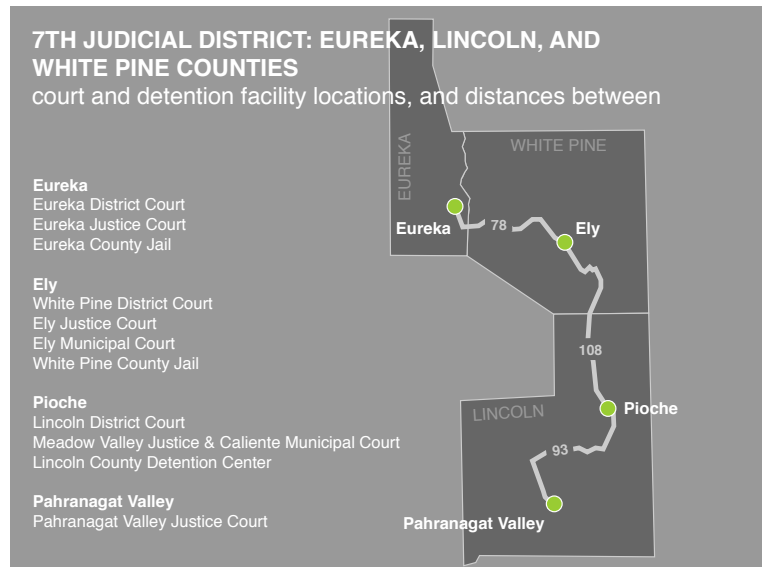 7TH JUDICIAL DISTRICT: EUREKA, LINCOLN, AND
WHITE PINE COUNTIES
court and detention facility locations, and distances between
Eureka
Eureka District Court
Eureka Justice Court
Eureka County Jail
Ely
White Pine District Court
Ely Justice Court
Ely Municipal Court
White Pine County Jail
Pioche
Lincoln District Court
Meadow Valley Justice & Caliente Municipal Court
Lincoln County Detention Center
Pahranagat Valley
Pahranagat Valley Justice Court
EUREKA
WHITE PINE
Eureka
78
Ely
108
LINCOLN
Pioche
93
Pahranagat Valley